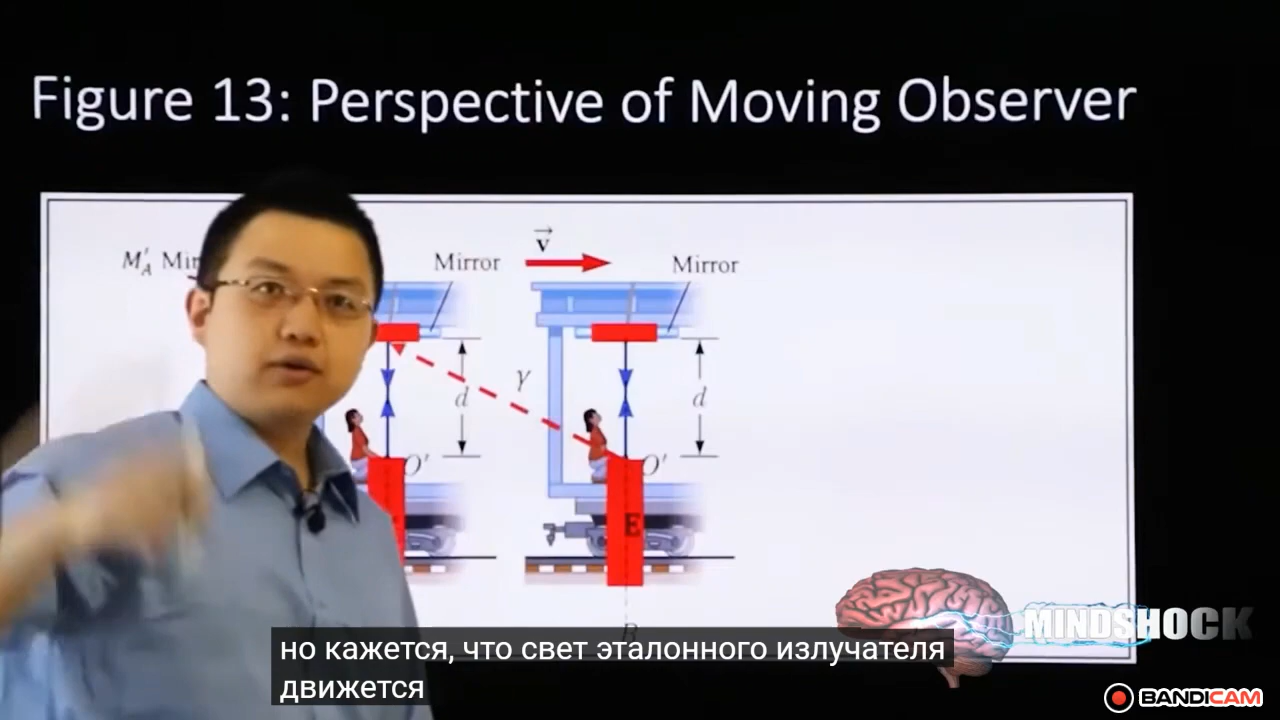 Figure 13: Perspective of Moving Observer
M'A Mir
Mirror
v
Mirror
d
γ
d
O'
O'
E
MINDSHOCK
но кажется, что свет эталонного излучателя
движется
BANDICAM